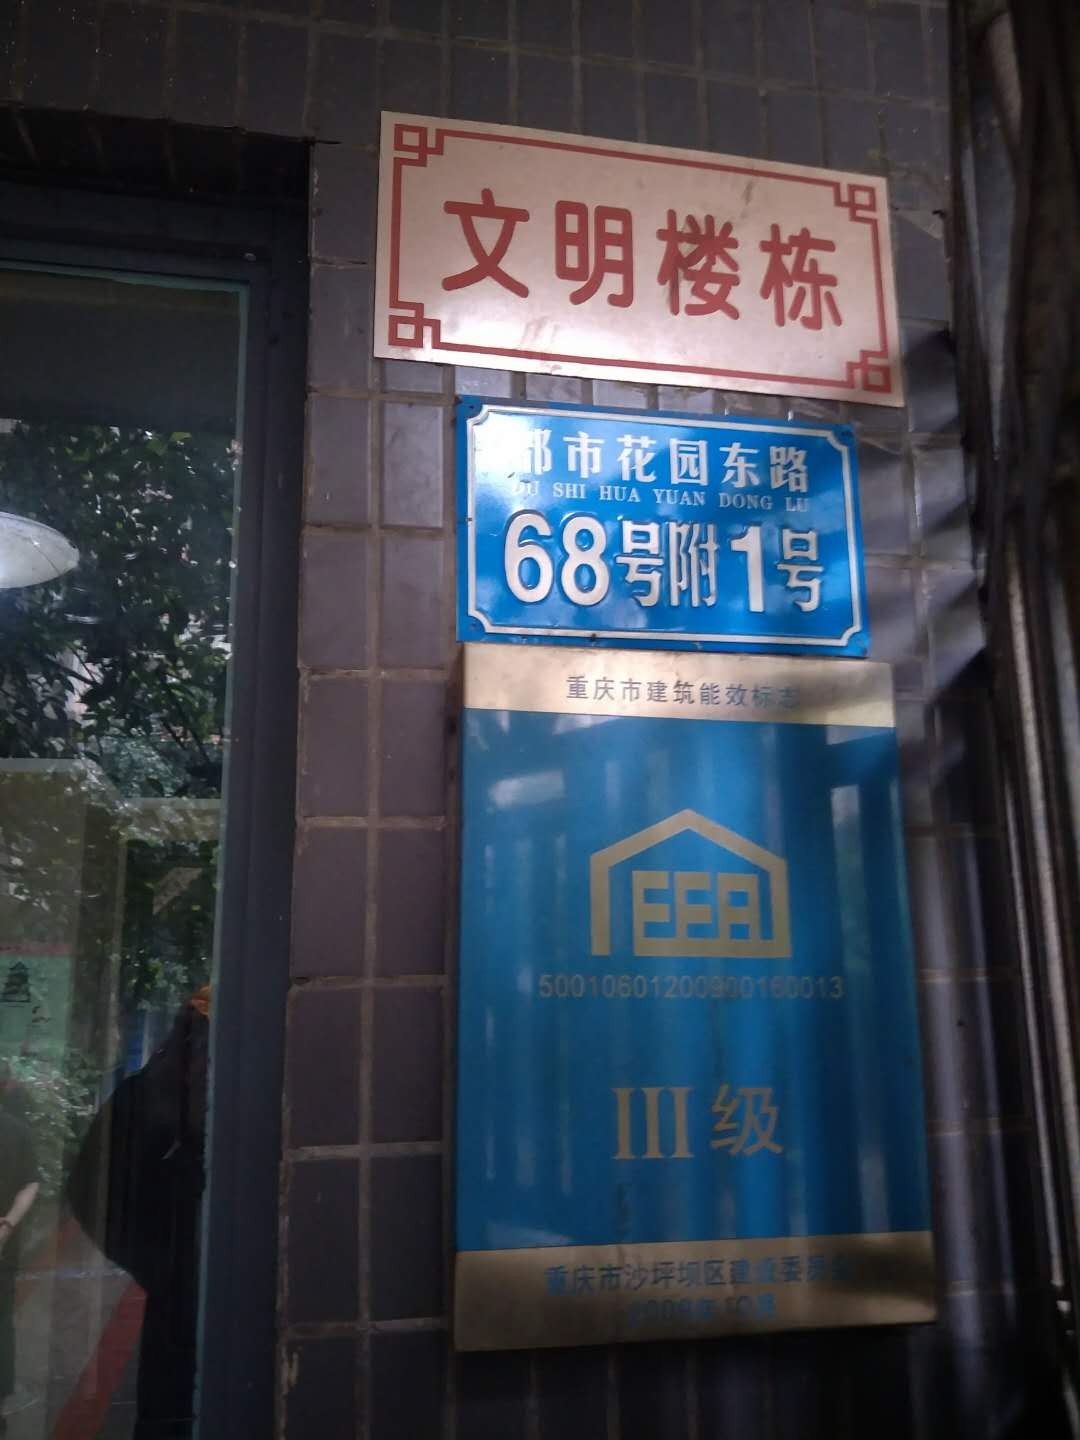 文明楼栋
都市花园东路
DU SHI HUA YUAN DONG LU
68号附1号
重庆市建筑能效标志
EEA
50010601200900160013
III级
重庆市沙坪坝区建设委员会